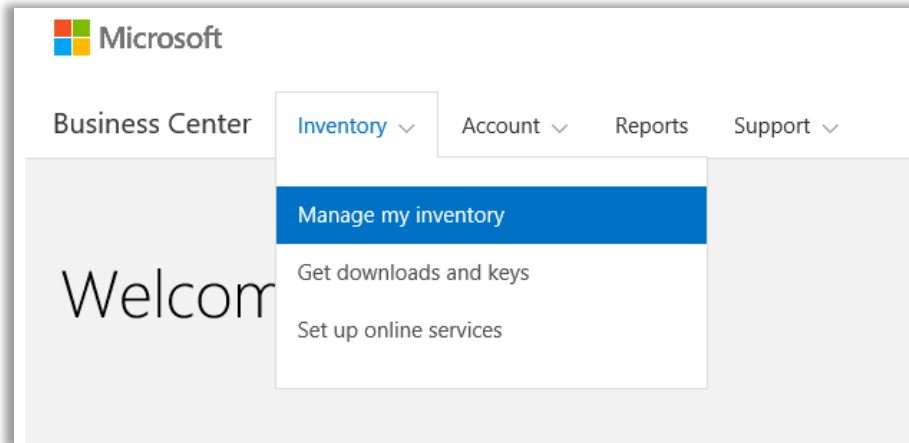 Microsoft
Business Center Inventory Account Reports Support
Manage my inventory
Get downloads and keys
Set up online services
Welcom